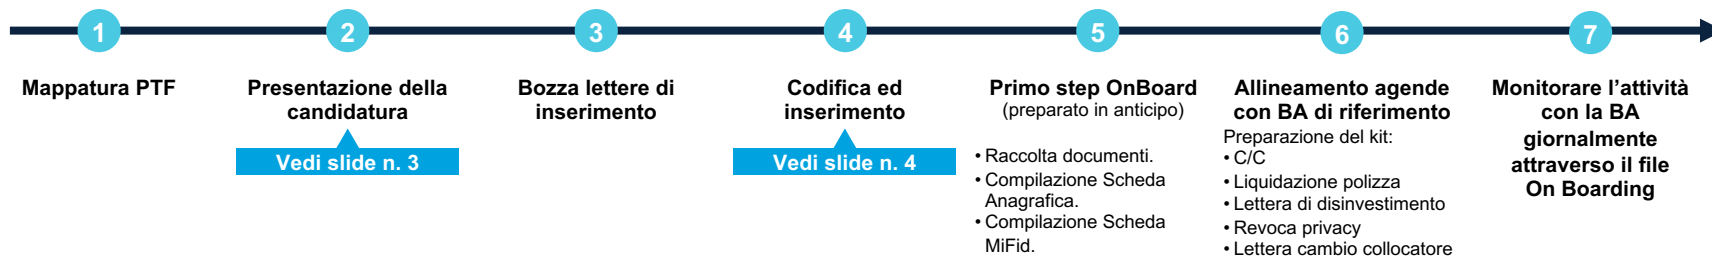 1
2
3
4
5
6
7
Mappatura PTF
Presentazione della
candidatura
Vedi slide n. 3
Bozza lettere di
inserimento
Codifica ed
inserimento
Vedi slide n. 4
Primo step OnBoard
(preparato in anticipo)
• Raccolta documenti.
• Compilazione Scheda
Anagrafica.
• Compilazione Scheda
MiFid.
Allineamento agende
con BA di riferimento
Preparazione del kit:
• C/C
• Liquidazione polizza
• Lettera di disinvestimento
• Revoca privacy
• Lettera cambio collocatore
Monitorare l’attività
con la BA
giornalmente
attraverso il file
On Boarding